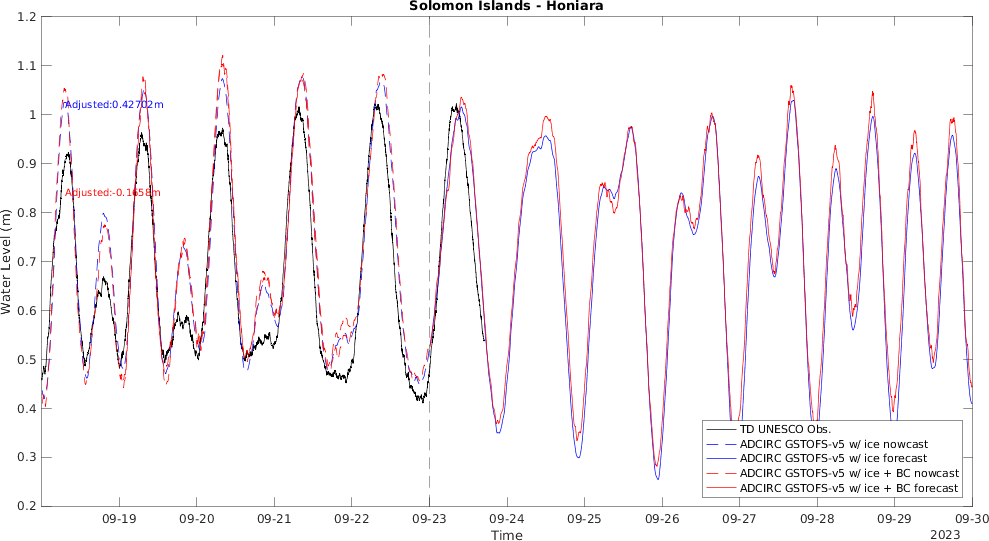 Solomon Islands - Honiara
Water Level (m)
1.2
1.1
1
0.9
0.8
0.7
0.6
0.5
0.4
0.3
0.2
Adjusted:0.42702m
Adjusted:-0.1658m
TD UNESCO Obs.
ADCIRC GSTOFS-v5 w/ ice nowcast
ADCIRC GSTOFS-v5 w/ ice forecast
ADCIRC GSTOFS-v5 w/ ice + BC nowcast
ADCIRC GSTOFS-v5 w/ ice + BC forecast
09-19 09-20 09-21 09-22 09-23 09-24 09-25 09-26 09-27 09-28 09-29 09-30
Time
2023